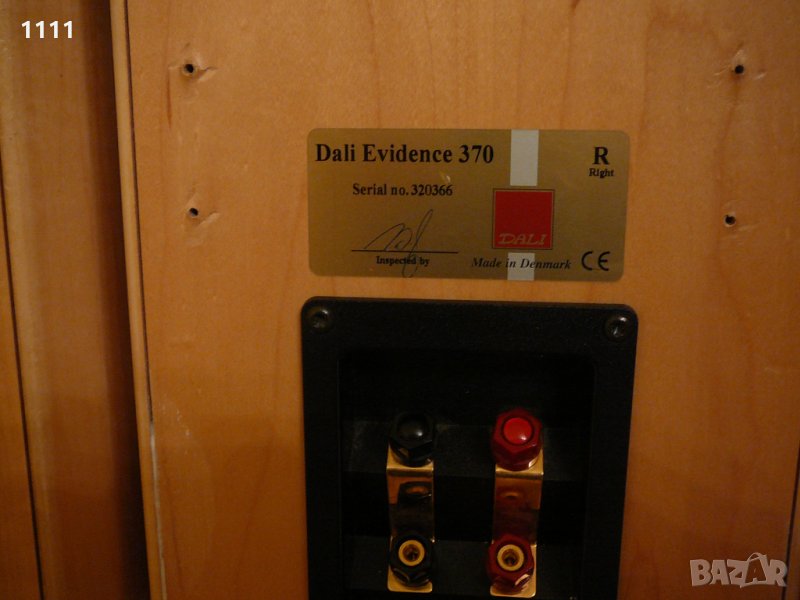 1111
Dali Evidence 370
R
Right
Serial no. 320366
DALI
Inspected by
Made in Denmark CE
BAZAR